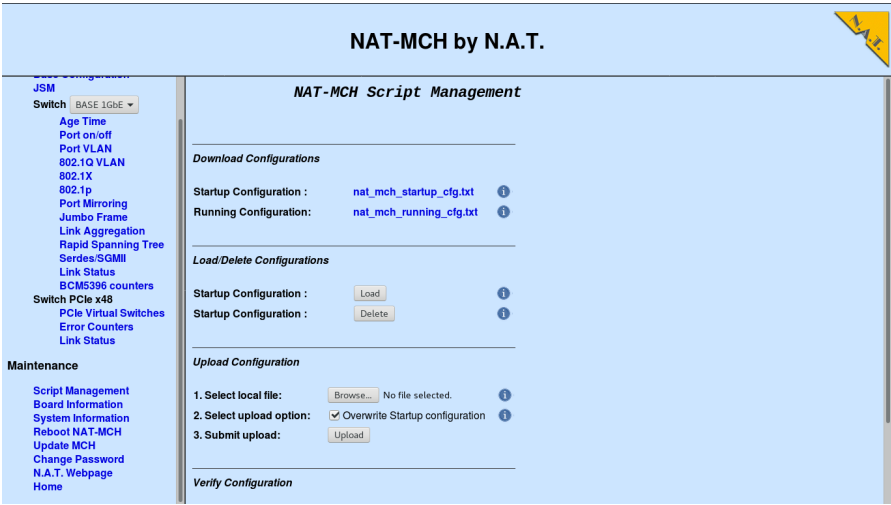 NAT-MCH by N.A.T.
N.A.T.
Base Configuration
JSM
Switch BASE 1GbE
Age Time
Port on/off
Port VLAN
802.1Q VLAN
802.1X
802.1p
Port Mirroring
Jumbo Frame
Link Aggregation
Rapid Spanning Tree
Serdes/SGMII
Link Status
BCM5396 counters
Switch PCIe x48
PCIe Virtual Switches
Error Counters
Link Status
Maintenance
Script Management
Board Information
System Information
Reboot NAT-MCH
Update MCH
Change Password
N.A.T. Webpage
Home
NAT-MCH Script Management
Download Configurations
Startup Configuration : nat_mch_startup_cfg.txt i
Running Configuration: nat_mch_running_cfg.txt i
Load/Delete Configurations
Startup Configuration : Load i
Startup Configuration : Delete i
Upload Configuration
1. Select local file: Browse... No file selected. i
2. Select upload option: Overwrite Startup configuration i
3. Submit upload: Upload
Verify Configuration